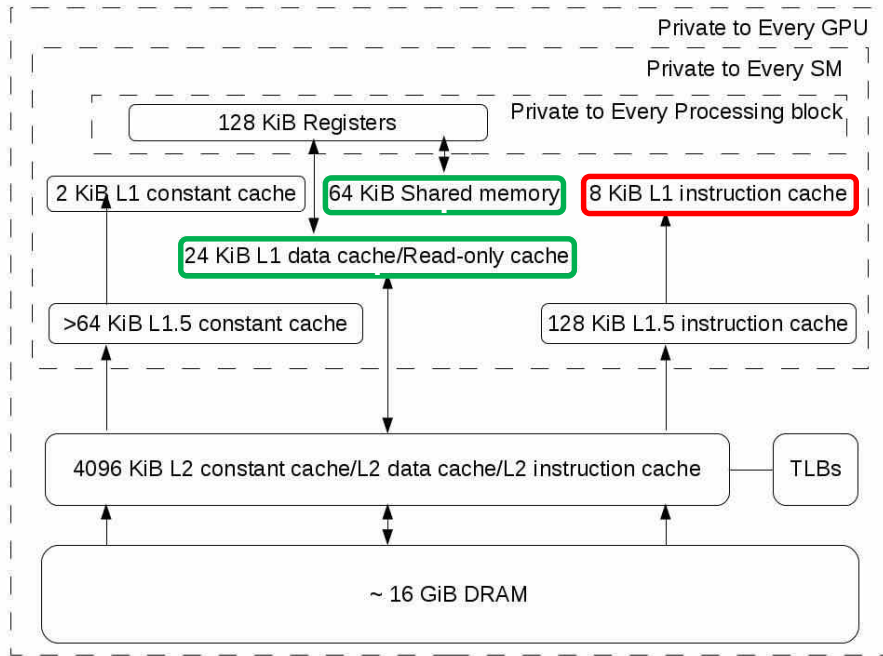 Private to Every GPU
Private to Every SM
Private to Every Processing block
128 KiB Registers
2 KiB L1 constant cache
64 KiB Shared memory
8 KiB L1 instruction cache
24 KiB L1 data cache/Read-only cache
>64 KiB L1.5 constant cache
128 KiB L1.5 instruction cache
4096 KiB L2 constant cache/L2 data cache/L2 instruction cache
TLBs
~ 16 GiB DRAM